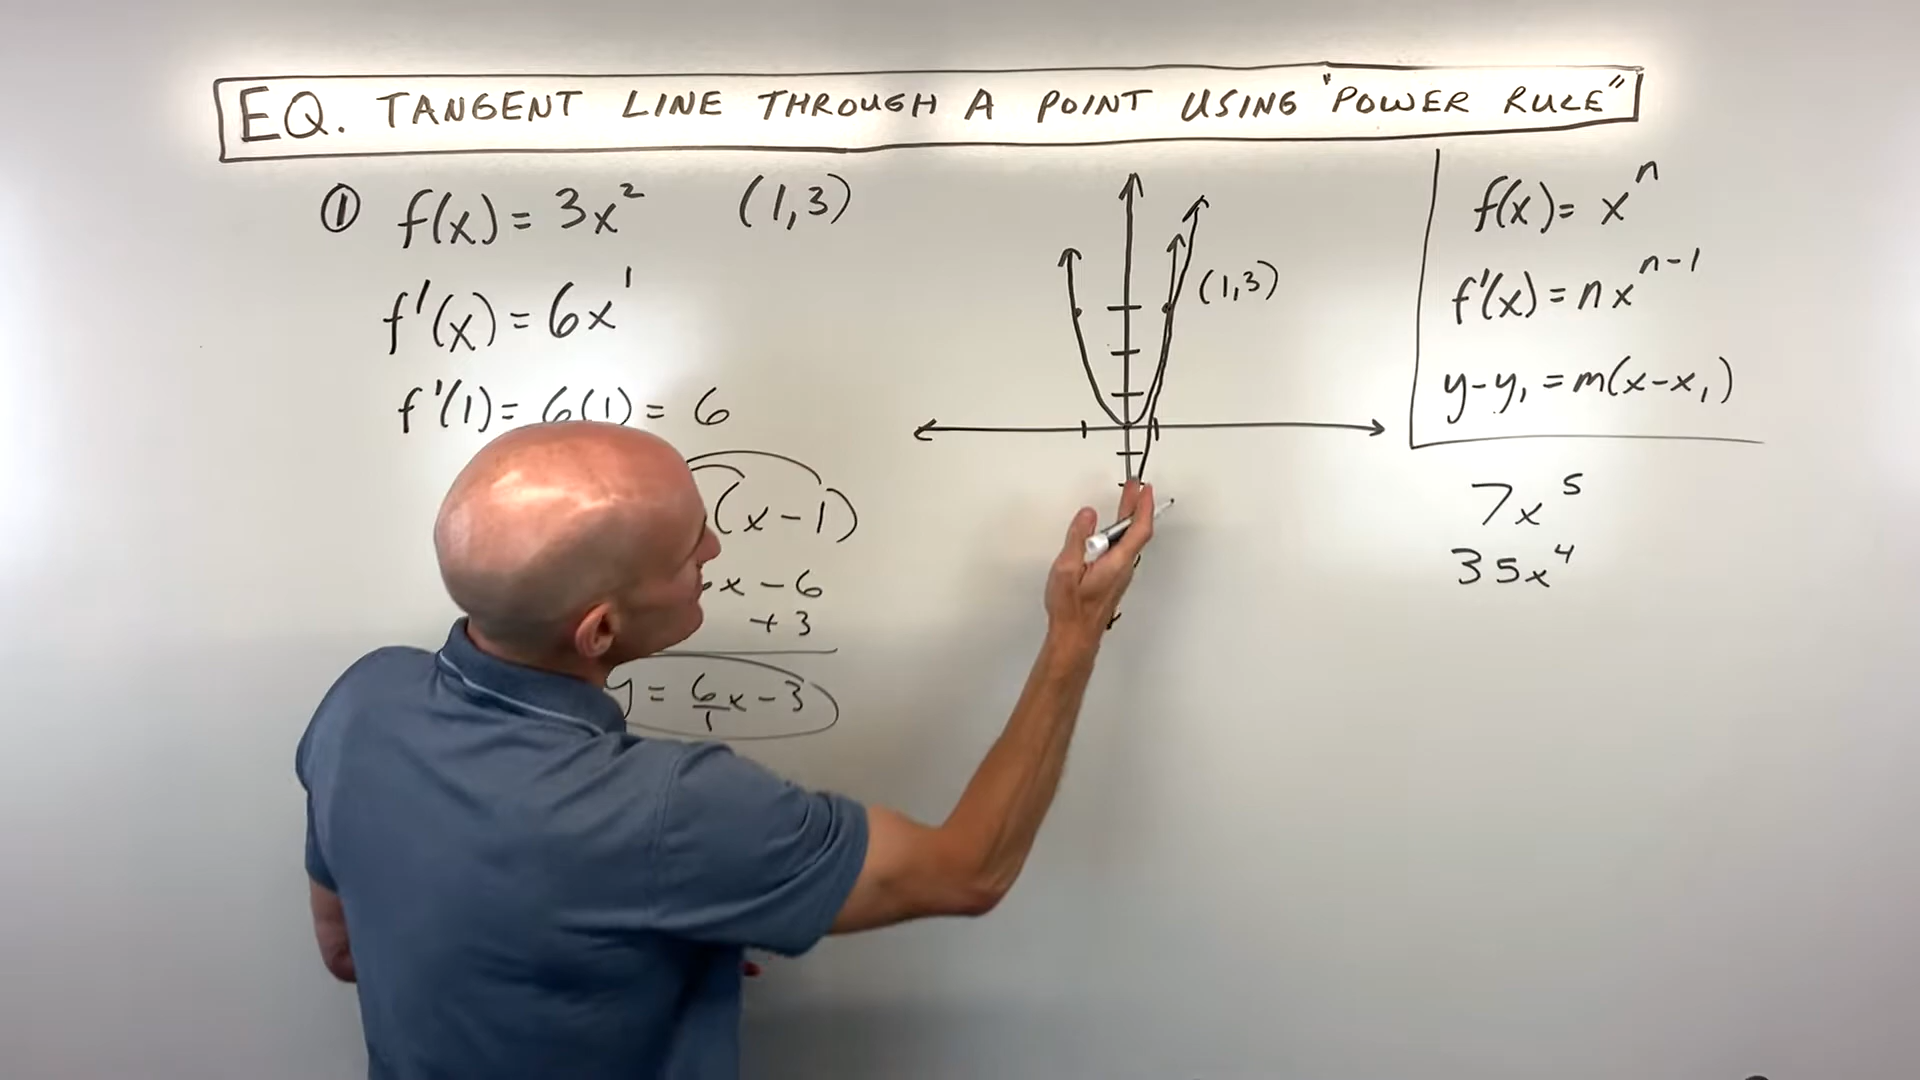 EQ. TANGENT LINE THROUGH A POINT USING "POWER RULE"
① f(x) = 3x² (1,3)
f'(x) = 6x¹
f'(1) = 6(1) = 6
(x-1)
x - 6
+ 3
y = 6/1 x - 3
(1,3)
f(x) = xⁿ
f'(x) = nxⁿ⁻¹
y-y₁ = m(x-x₁)
7x⁵
35x⁴